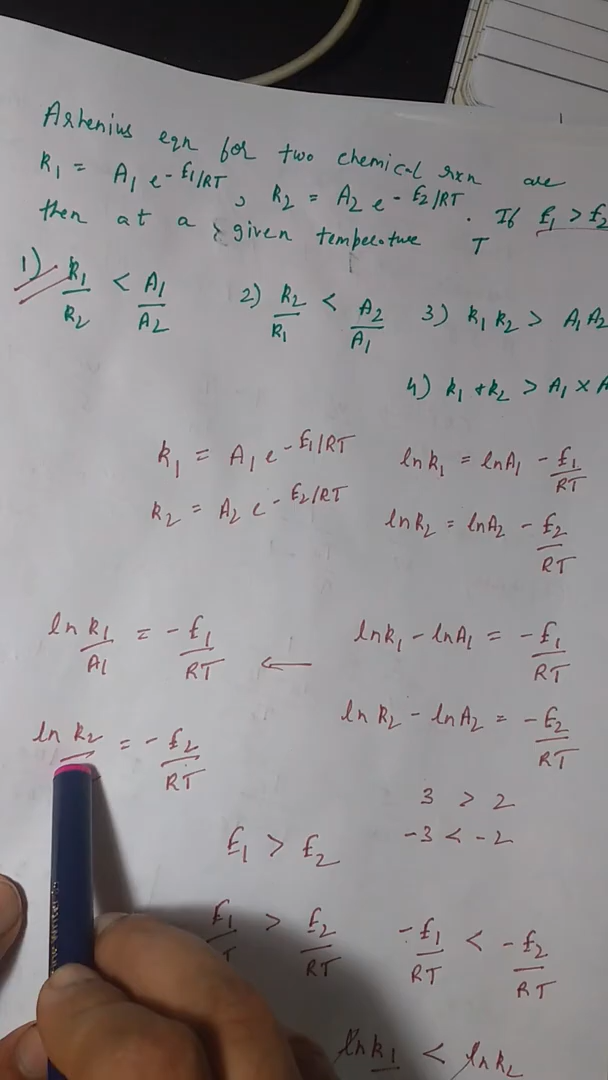 Arhenius eqn for two chemical rxn are
k1 = A1 e-E1/RT, k2 = A2 e-E2/RT. If E1 > E2
then at a given temperature T
1) k1/k2 < A1/A2 2) k2/k1 < A2/A1 3) k1 k2 > A1 A2
4) k1 + k2 > A1 × A
k1 = A1 e-E1/RT ln k1 = ln A1 - E1/RT
k2 = A2 e-E2/RT ln k2 = ln A2 - E2/RT
ln k1/A1 = - E1/RT ← ln k1 - ln A1 = - E1/RT
ln k2 = - E2/RT ln k2 - ln A2 = - E2/RT
3 > 2
-3 < -2
E1 > E2
E1/T > E2/RT - E1/RT < - E2/RT
ln k1 < ln k2